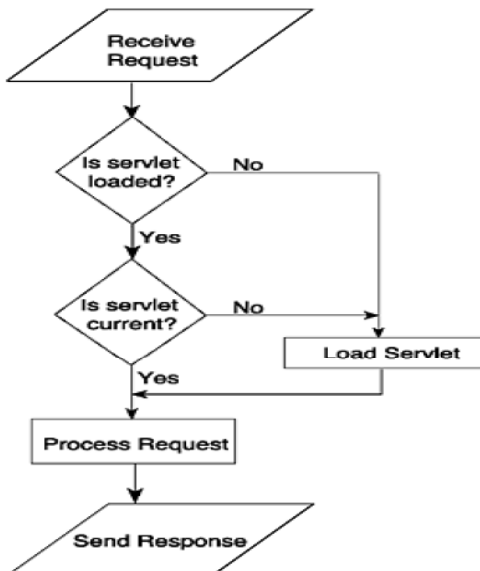 Receive
Request
Is servlet
loaded?
No
Yes
Is servlet
current?
No
Load Servlet
Yes
Process Request
Send Response